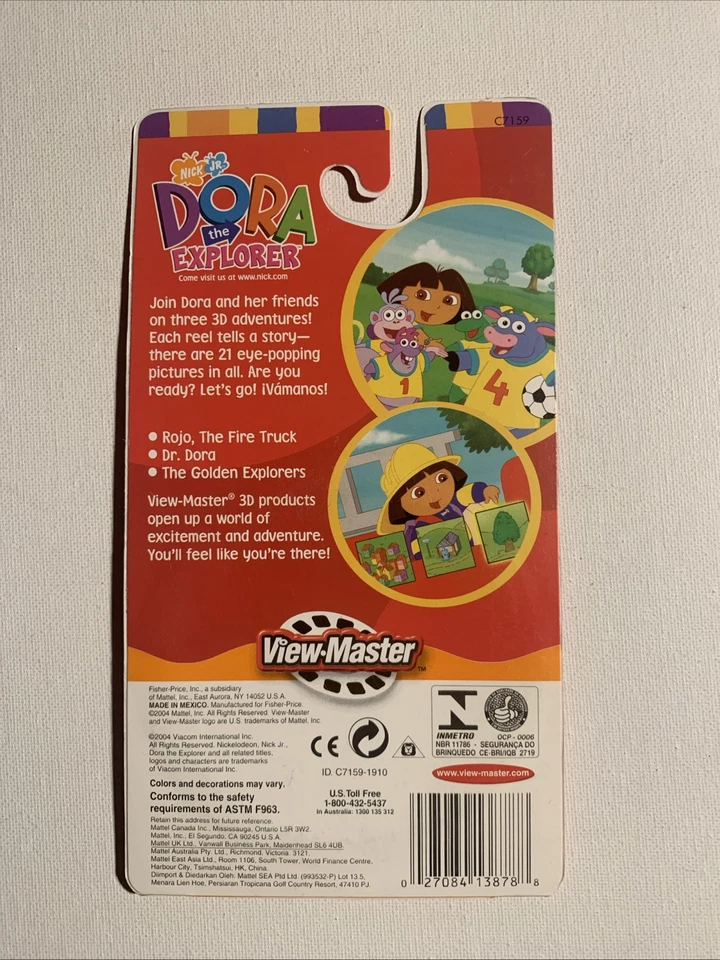 C7159
NICK JR.
DORA
the
EXPLORER™
Come visit us at www.nick.com
Join Dora and her friends
on three 3D adventures!
Each reel tells a story—
there are 21 eye-popping
pictures in all. Are you
ready? Let's go! ¡Vámanos!
1
4
• Rojo, The Fire Truck
• Dr. Dora
• The Golden Explorers
View-Master® 3D products
open up a world of
excitement and adventure.
You'll feel like you're there!
View-Master™
Fisher-Price, Inc., a subsidiary
of Mattel, Inc., East Aurora, NY 14052 U.S.A.
MADE IN MEXICO. Manufactured for Fisher-Price.
©2004 Mattel, Inc. All Rights Reserved. View-Master
and View-Master logo are U.S. trademarks of Mattel, Inc.
©2004 Viacom International Inc.
All Rights Reserved. Nickelodeon, Nick Jr.,
Dora the Explorer and all related titles,
logos and characters are trademarks
of Viacom International Inc.
Colors and decorations may vary.
Conforms to the safety
requirements of ASTM F963.
Retain this address for future reference.
Mattel Canada Inc., Mississauga, Ontario L5R 3W2.
Mattel, Inc., El Segundo, CA 90245 U.S.A.
Mattel UK Ltd., Vanwall Business Park, Maidenhead SL6 4UB.
Mattel Australia Pty. Ltd., Richmond, Victoria. 3121.
Mattel East Asia Ltd., Room 1106, South Tower, World Finance Centre,
Harbour City, Tsimshatsui, HK, China.
Diimport & Diedarkan Oleh: Mattel SEA Ptd Ltd. (993532-P) Lot 13.5,
Menara Lien Hoe, Persiaran Tropicana Golf Country Resort, 47410 PJ.
CE
ID. C7159-1910
U.S. Toll Free
1-800-432-5437
In Australia: 1300 135 312
INMETRO
OCP - 0006
NBR 11786 - SEGURANÇA DO
BRINQUEDO CE-BRI/IQB 2719
www.view-master.com
0 27084 13878 8